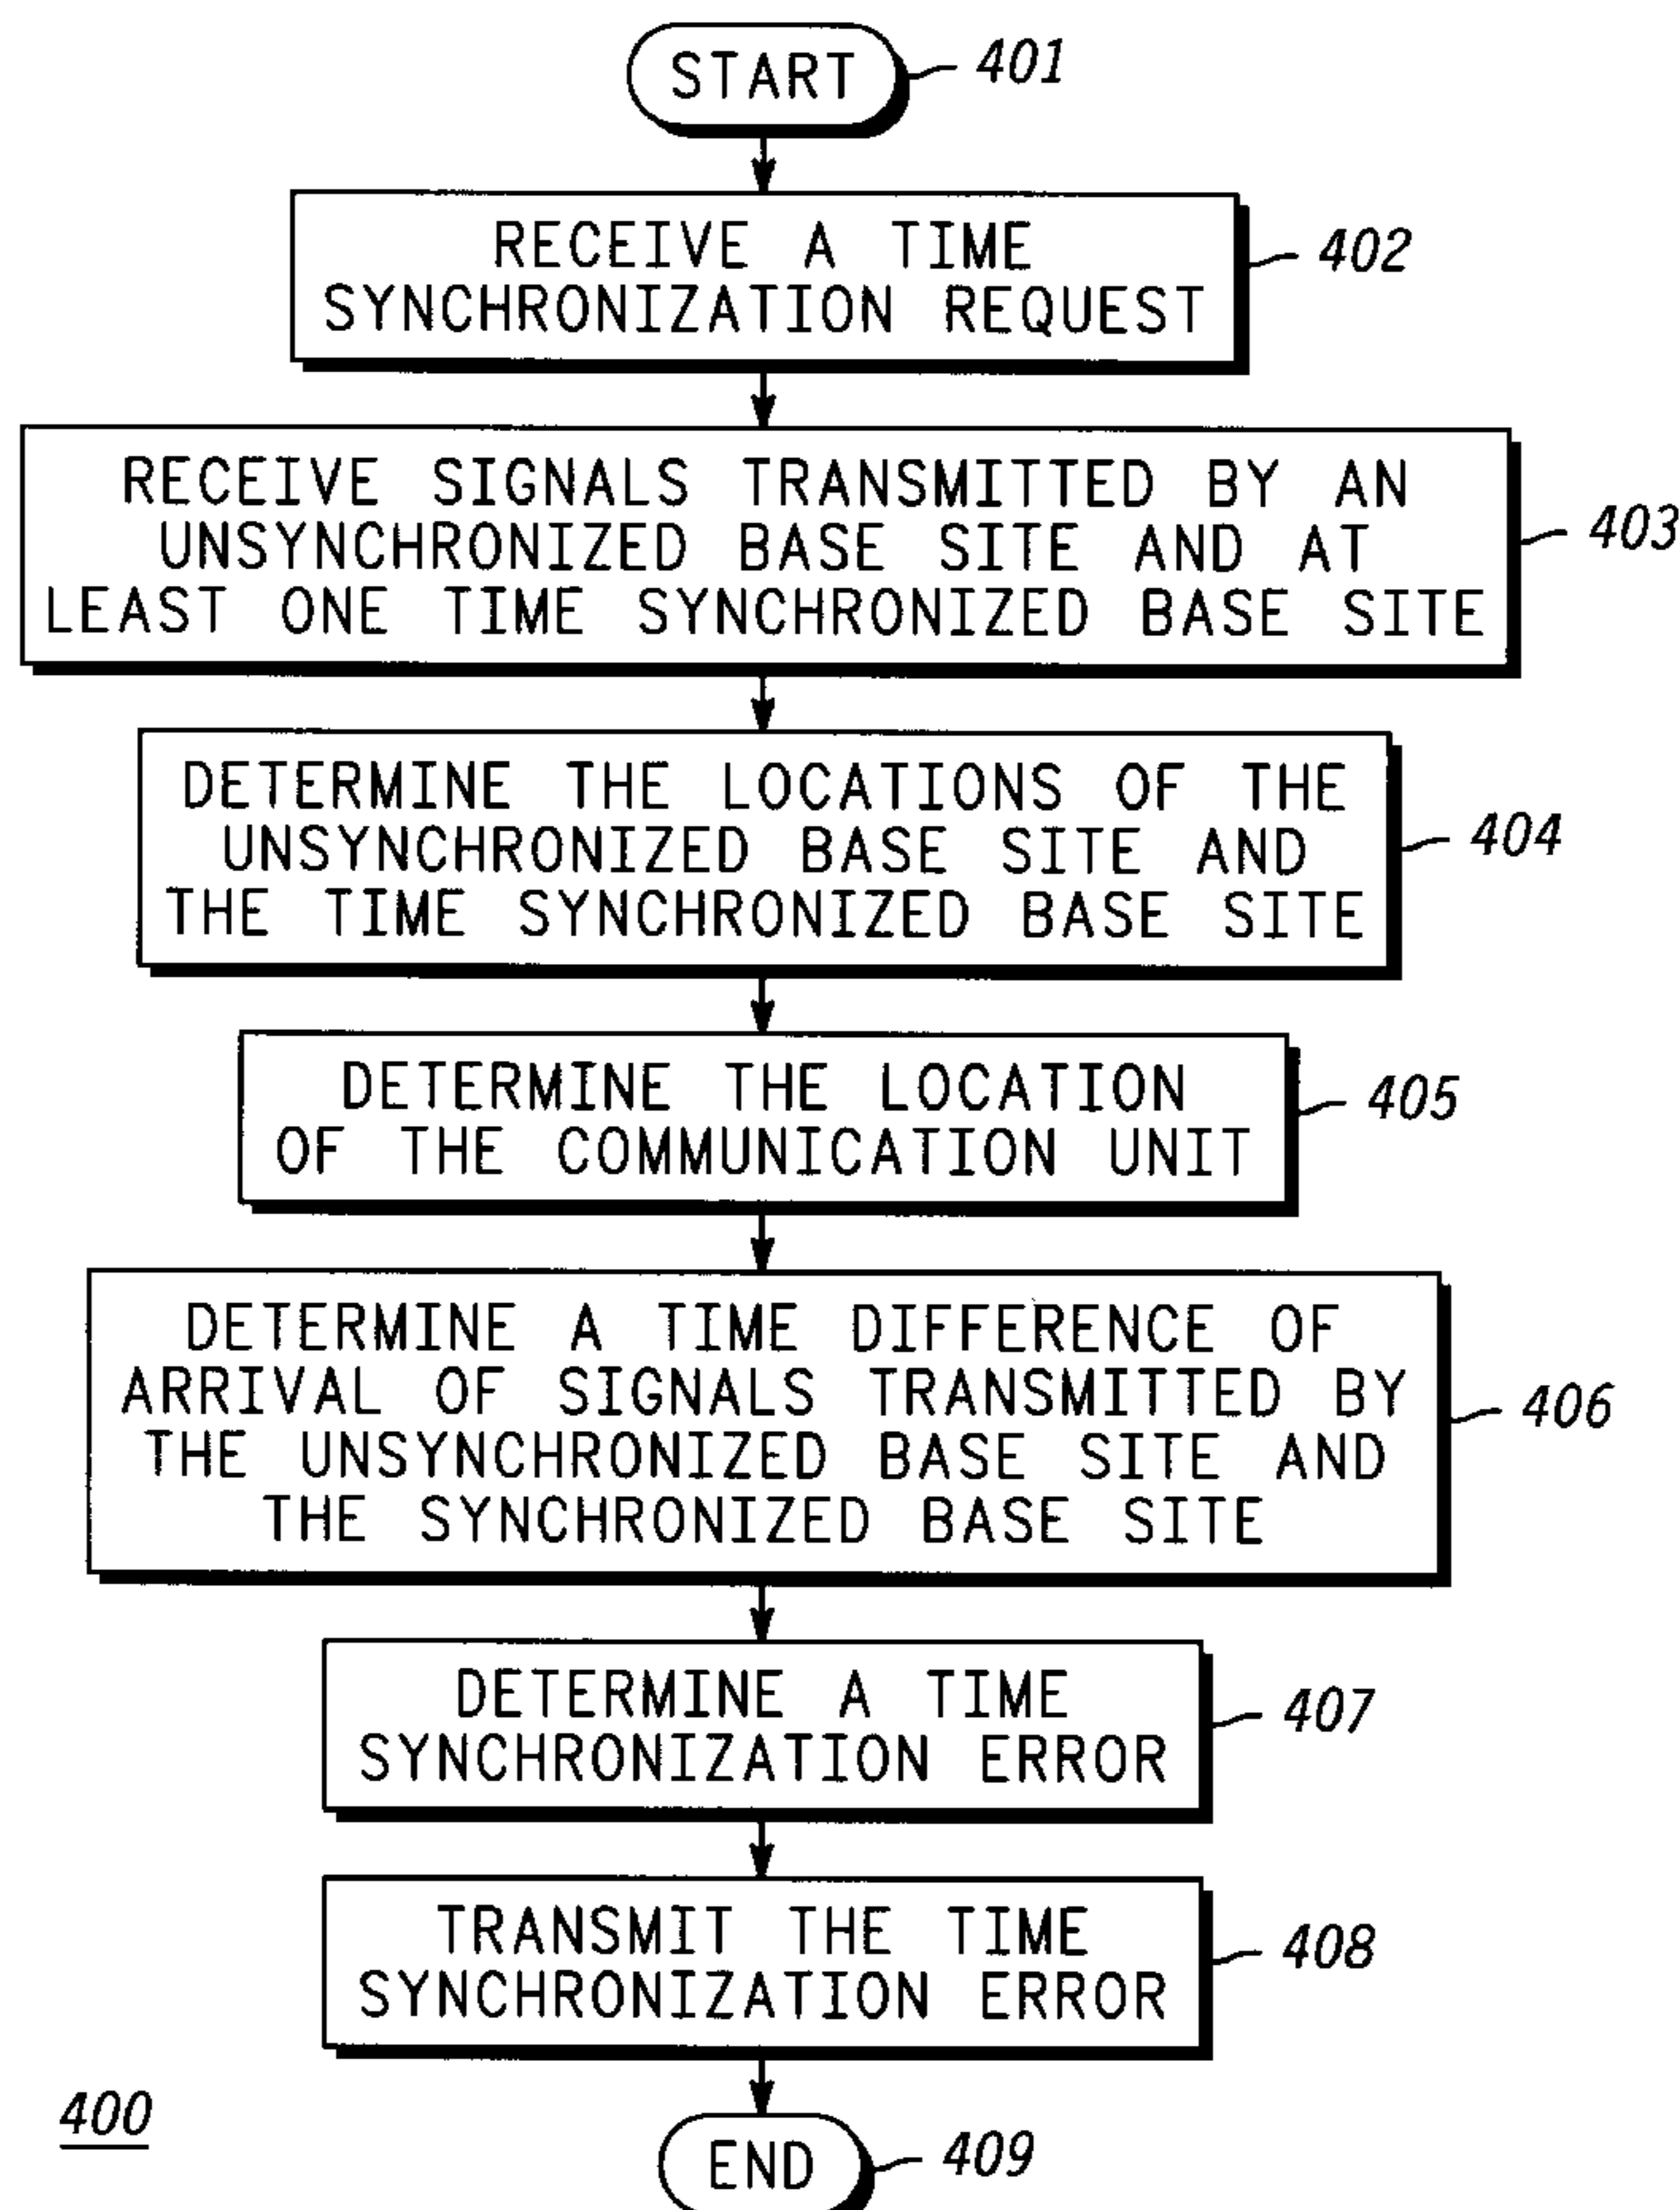 START
401
RECEIVE A TIME
SYNCHRONIZATION REQUEST
402
RECEIVE SIGNALS TRANSMITTED BY AN
UNSYNCHRONIZED BASE SITE AND AT
LEAST ONE TIME SYNCHRONIZED BASE SITE
403
DETERMINE THE LOCATIONS OF THE
UNSYNCHRONIZED BASE SITE AND
THE TIME SYNCHRONIZED BASE SITE
404
DETERMINE THE LOCATION
OF THE COMMUNICATION UNIT
405
DETERMINE A TIME DIFFERENCE OF
ARRIVAL OF SIGNALS TRANSMITTED BY
THE UNSYNCHRONIZED BASE SITE AND
THE SYNCHRONIZED BASE SITE
406
DETERMINE A TIME
SYNCHRONIZATION ERROR
407
TRANSMIT THE TIME
SYNCHRONIZATION ERROR
408
400
END
409